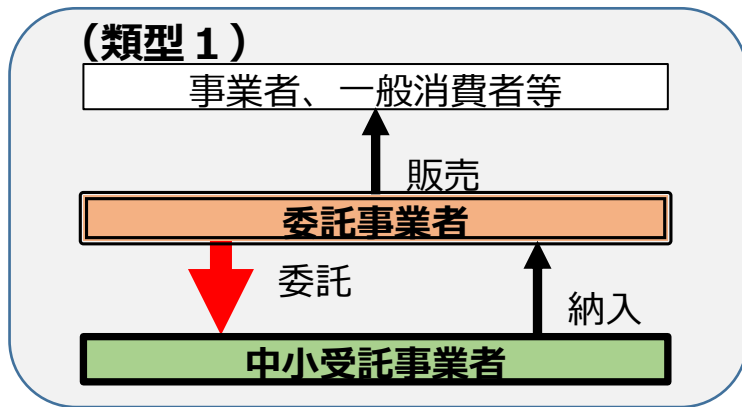 （類型１）
事業者、一般消費者等
販売
委託事業者
委託
納入
中小受託事業者